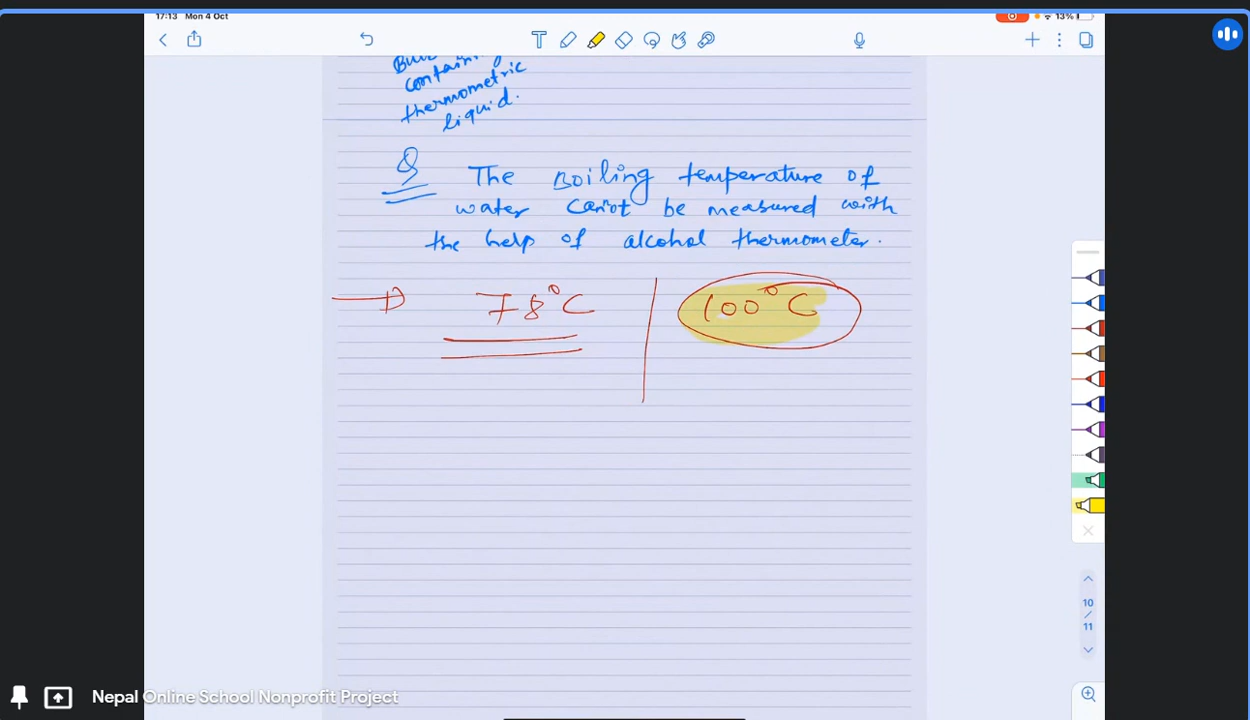 17:13 Mon 4 Oct
13%
containing
thermometric
liquid.
Q The Boiling temperature of
water cannot be measured with
the help of alcohol thermometer.
→ 78°C | 100°C
10
/
11
Nepal Online School Nonprofit Project